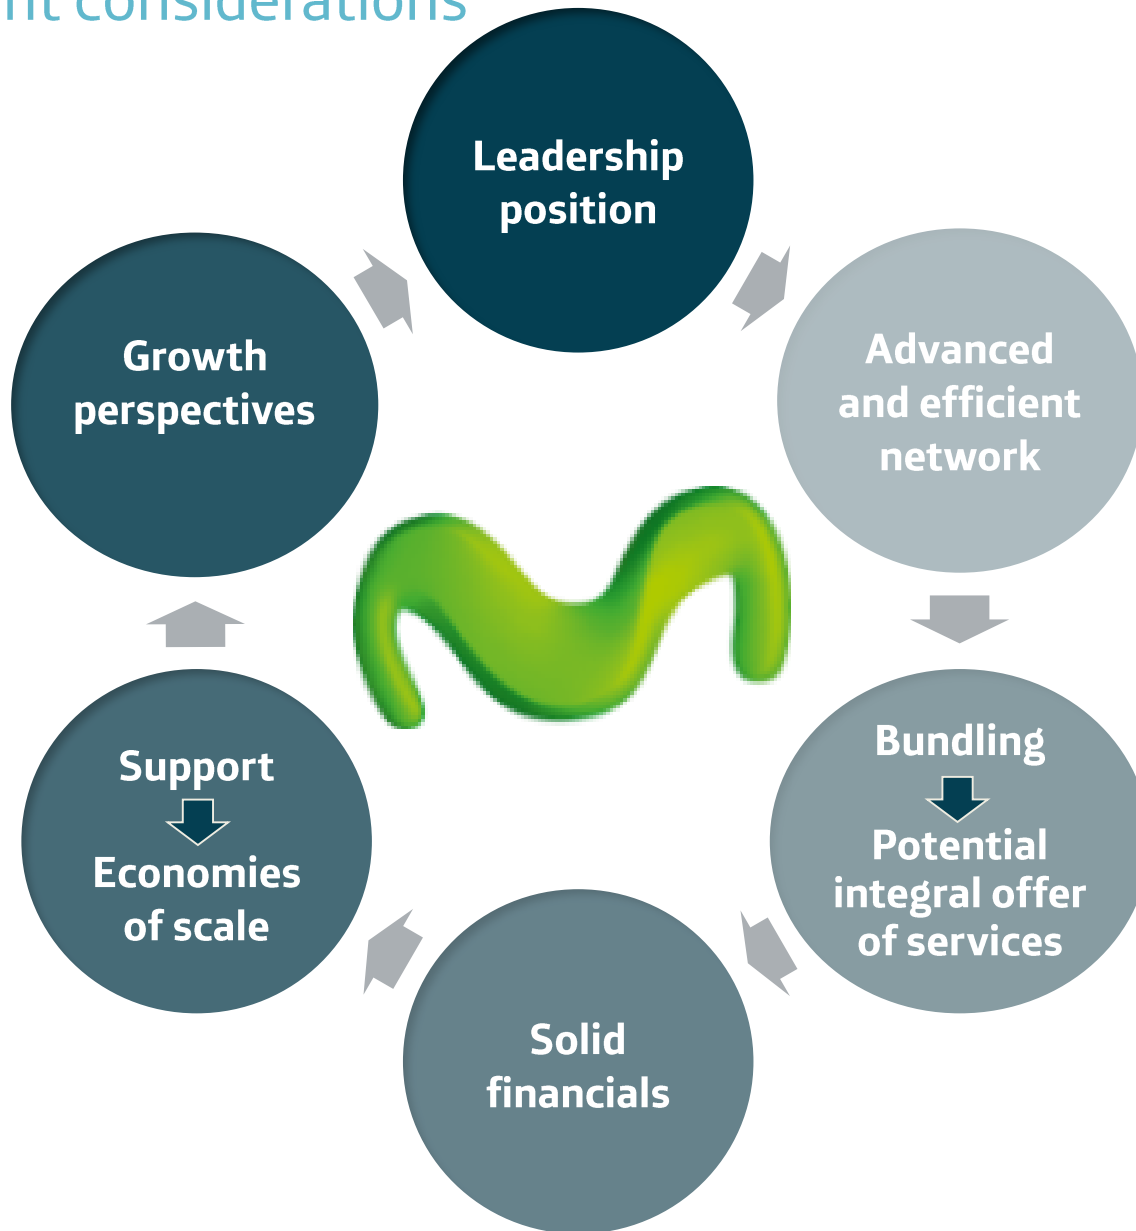 considerations
Leadership
position
Advanced
and efficient
network
Bundling
Potential
integral offer
of services
Solid
financials
Support
Economies
of scale
Growth
perspectives